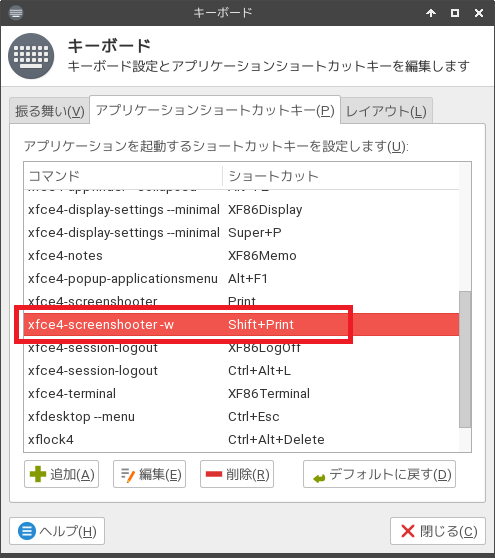 キーボード
キーボード
キーボード設定とアプリケーションショートカットキーを編集します
振る舞い(V) アプリケーションショートカットキー(P) レイアウト(L)
アプリケーションを起動するショートカットキーを設定します(U):
コマンド ショートカット
xfce4-display-settings --minimal XF86Display
xfce4-display-settings --minimal Super+P
xfce4-notes XF86Memo
xfce4-popup-applicationsmenu Alt+F1
xfce4-screenshooter Print
xfce4-screenshooter -w Shift+Print
xfce4-session-logout XF86LogOff
xfce4-session-logout Ctrl+Alt+L
xfce4-terminal XF86Terminal
xfdesktop --menu Ctrl+Esc
xflock4 Ctrl+Alt+Delete
追加(A) 編集(E) 削除(R) デフォルトに戻す(D)
ヘルプ(H) 閉じる(C)